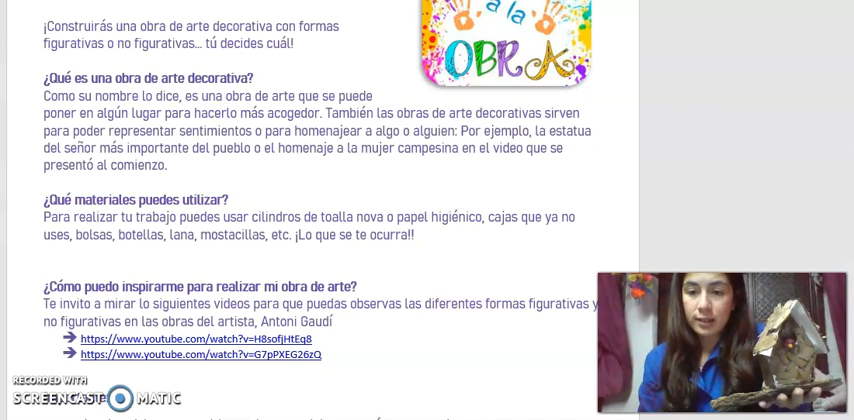 a la
OBRA
¡Construirás una obra de arte decorativa con formas
figurativas o no figurativas... tú decides cuál!
¿Qué es una obra de arte decorativa?
Como su nombre lo dice, es una obra de arte que se puede
poner en algún lugar para hacerlo más acogedor. También las obras de arte decorativas sirven
para poder representar sentimientos o para homenajear a algo o alguien: Por ejemplo, la estatua
del señor más importante del pueblo o el homenaje a la mujer campesina en el video que se
presentó al comienzo.
¿Qué materiales puedes utilizar?
Para realizar tu trabajo puedes usar cilindros de toalla nova o papel higiénico, cajas que ya no
uses, bolsas, botellas, lana, mostacillas, etc. ¡Lo que se te ocurra!!
¿Cómo puedo inspirarme para realizar mi obra de arte?
Te invito a mirar lo siguientes videos para que puedas observas las diferentes formas figurativas y
no figurativas en las obras del artista, Antoni Gaudí
→ https://www.youtube.com/watch?v=H8sofjHtEq8
→ https://www.youtube.com/watch?v=G7pPXEG26zQ
RECORDED WITH
SCREENCAST MATIC